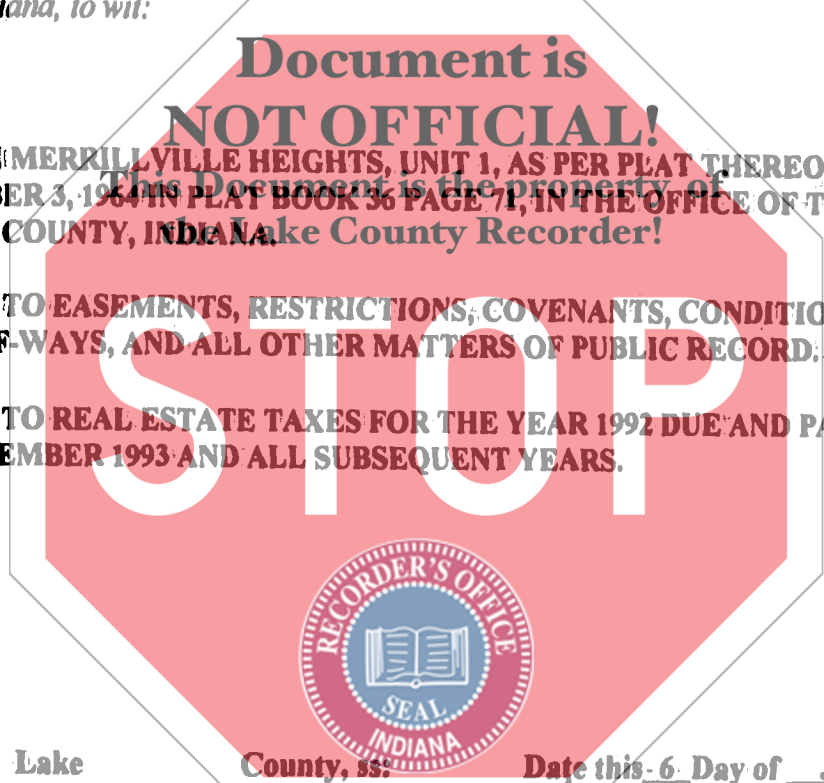 iana, to wit:
Document is
NOT OFFICIAL!
MERRILLVILLE HEIGHTS, UNIT 1, AS PER PLAT THEREO
This Document is the property of
ER 3, 1964 IN PLAT BOOK 36 PAGE 71, IN THE OFFICE OF T
the Lake County Recorder!
COUNTY, INDIANA.
TO EASEMENTS, RESTRICTIONS, COVENANTS, CONDITIO
F-WAYS, AND ALL OTHER MATTERS OF PUBLIC RECORD.
STOP
TO REAL ESTATE TAXES FOR THE YEAR 1992 DUE AND PA
EMBER 1993 AND ALL SUBSEQUENT YEARS.
RECORDER'S OFFICE
SEAL
INDIANA
Lake County, ss: Date this 6 Day of